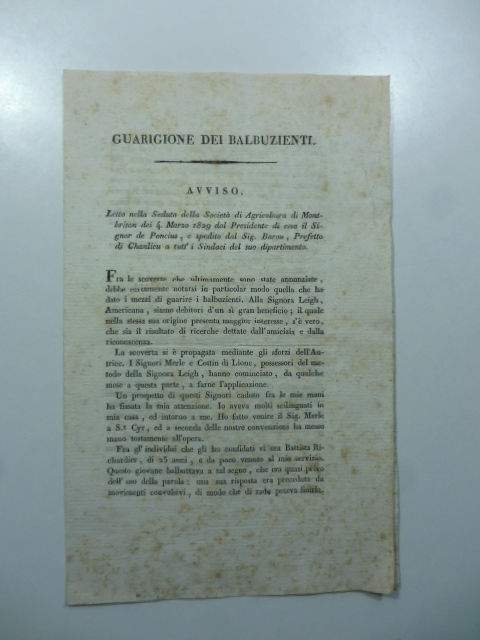 GUARIGIONE DEI BALBUZIENTI.
AVVISO,
Letto nella Seduta della Società di Agricoltura di Mont-
brizon dei 4. Marzo 1829 dal Presidente di essa il Si-
gnor de Poncius, e spedito dal Sig. Baron, Prefetto
di Chanlieu a tutt' i Sindaci del suo dipartimento.
Fra le scoverte che ultimamente sono state annunziate,
debbe certamente notarsi in particolar modo quella che ha
dato i mezzi di guarire i balbuzienti. Alla Signora Leigh,
Americana, siamo debitori d'un sì gran beneficio; il quale
nella stessa sua origine presenta maggior interesse, s'è vero,
che sia il risultato di ricerche dettate dall'amicizia e dalla
riconoscenza.
La scoverta si è propagata mediante gli sforzi dell'Au-
trice. I Signori Merle e Cottin di Lione, possessori del me-
todo della Signora Leigh, hanno cominciato, da qualche
mese a questa parte, a farne l'applicazione.
Un prospetto di questi Signori caduto fra le mie mani
ha fissata la mia attenzione. Io aveva molti scilinguati in
mia casa, ed intorno a me. Ho fatto venire il Sig. Merle
a S.t Cyr, ed a seconda delle nostre convenzioni ha messo
mano tostamente all'opera.
Fra gl' individui che gli ho confidati vi era Battista Ri-
chardier, di 25 anni, e da poco venuto al mio servizio.
Questo giovane balbuttava a tal segno, che era quasi privo
dell' uso della parola: una sua risposta era preceduta da
movimenti convulsivi, di modo che di rado poteva finirla.